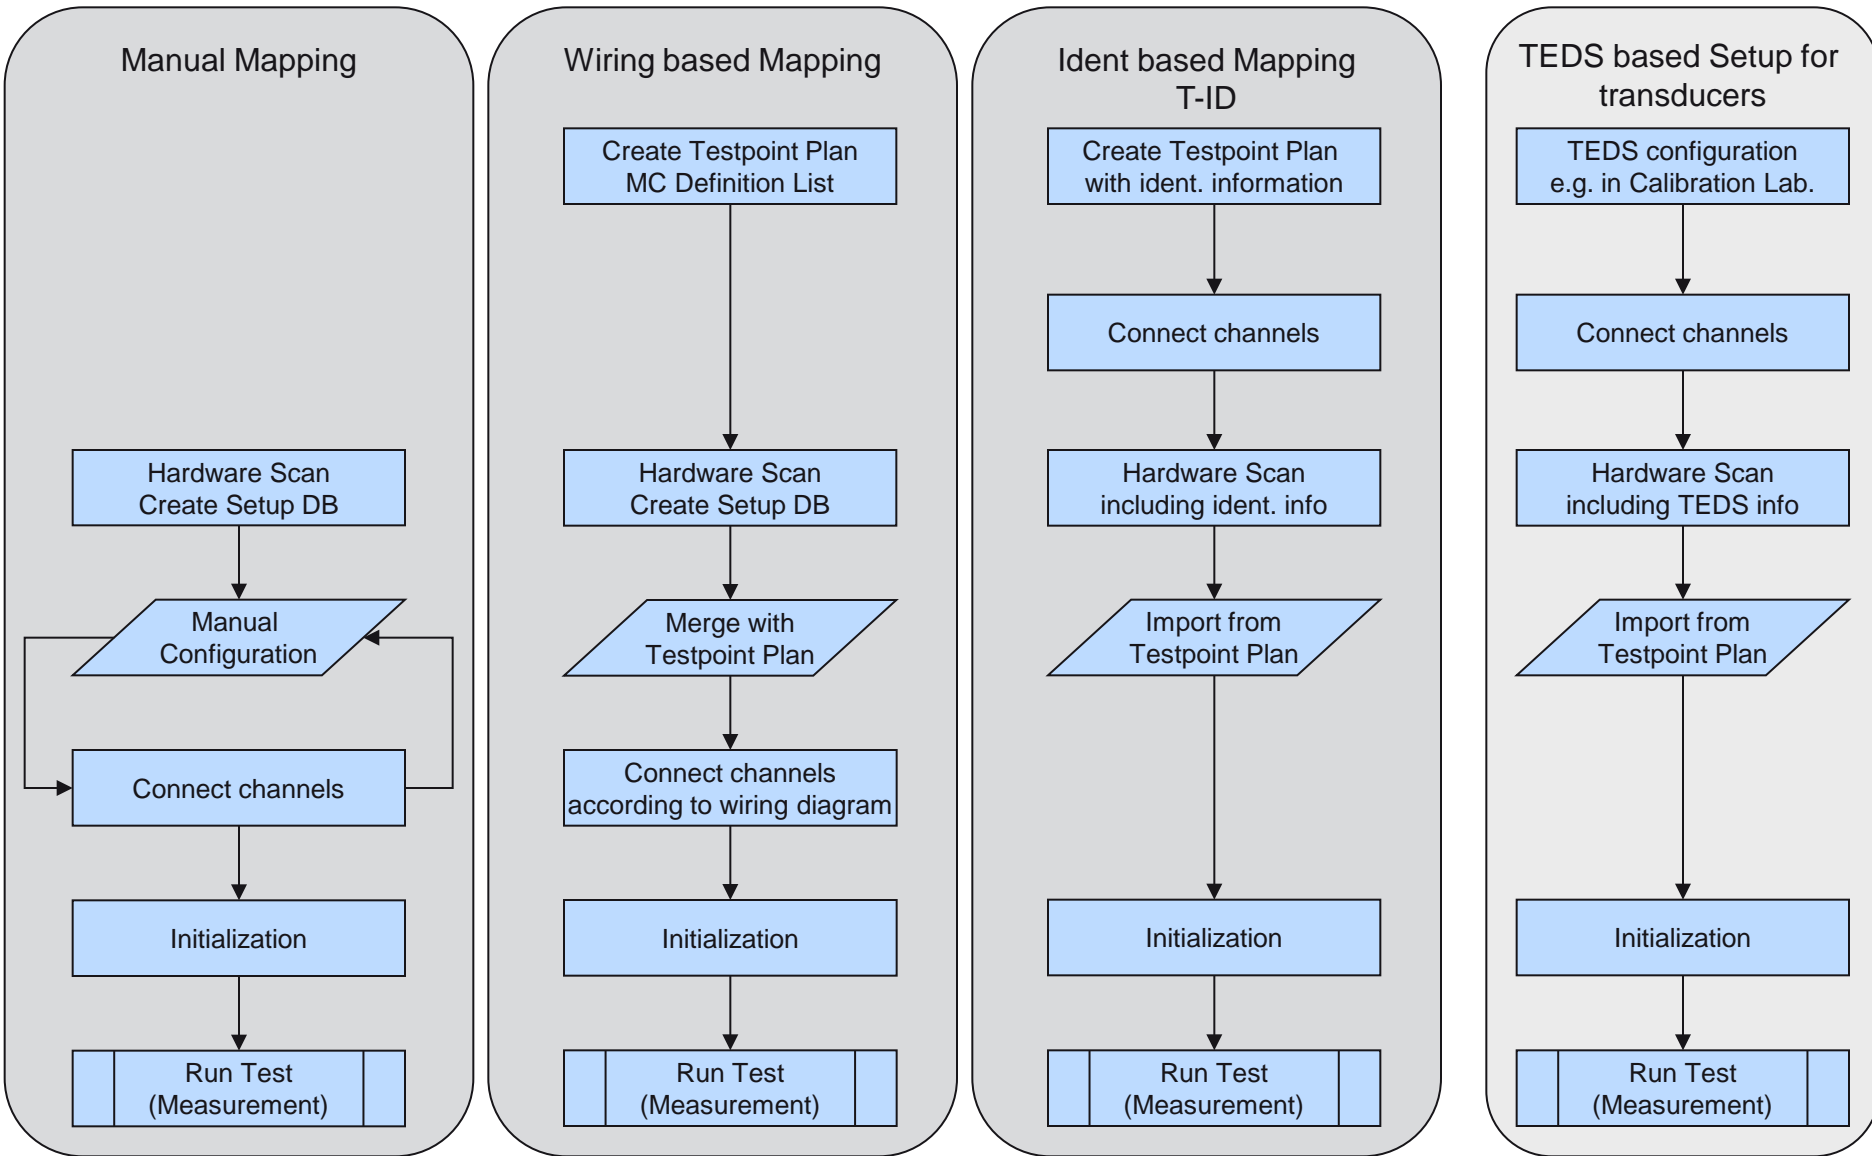 Manual Mapping
Hardware Scan
Create Setup DB
Manual
Configuration
Connect channels
Initialization
Run Test
(Measurement)
Wiring based Mapping
Create Testpoint Plan
MC Definition List
Hardware Scan
Create Setup DB
Merge with
Testpoint Plan
Connect channels
according to wiring diagram
Initialization
Run Test
(Measurement)
Ident based Mapping
T-ID
Create Testpoint Plan
with ident. information
Connect channels
Hardware Scan
including ident. info
Import from
Testpoint Plan
Initialization
Run Test
(Measurement)
TEDS based Setup for
transducers
TEDS configuration
e.g. in Calibration Lab.
Connect channels
Hardware Scan
including TEDS info
Import from
Testpoint Plan
Initialization
Run Test
(Measurement)